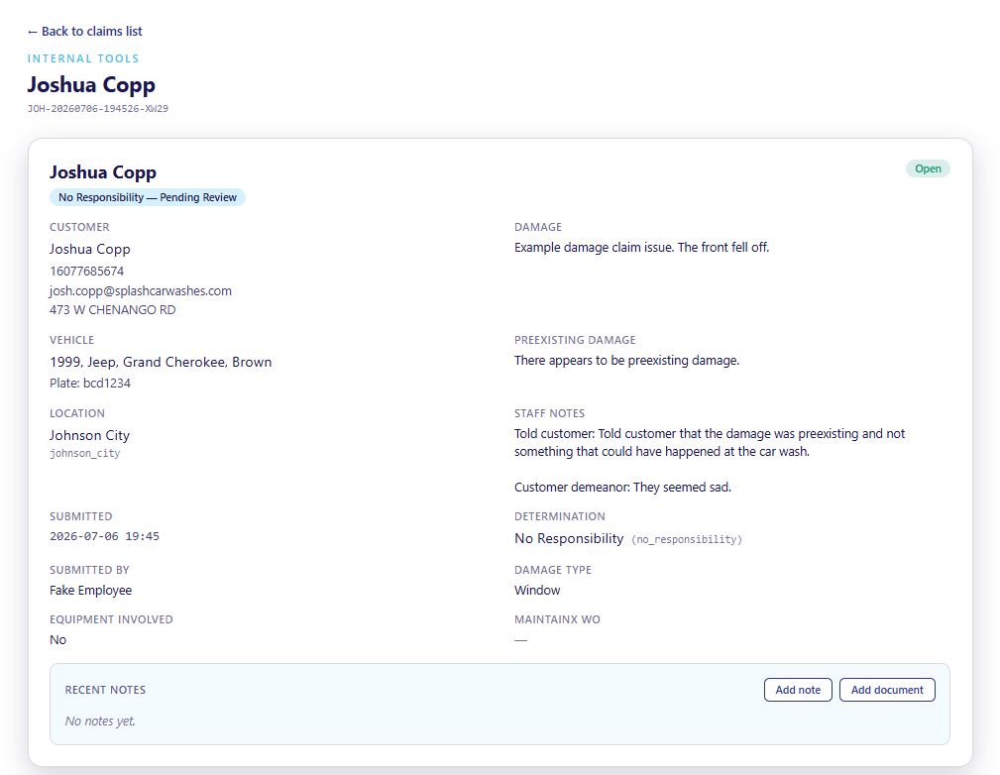 ← Back to claims list
INTERNAL TOOLS
Joshua Copp
JOH-20260706-194526-XW29
Joshua Copp
Open
No Responsibility — Pending Review
CUSTOMER
Joshua Copp
16077685674
josh.copp@splashcarwashes.com
473 W CHENANGO RD
DAMAGE
Example damage claim issue. The front fell off.
VEHICLE
1999, Jeep, Grand Cherokee, Brown
Plate: bcd1234
PREEXISTING DAMAGE
There appears to be preexisting damage.
LOCATION
Johnson City
johnson_city
STAFF NOTES
Told customer: Told customer that the damage was preexisting and not
something that could have happened at the car wash.
Customer demeanor: They seemed sad.
SUBMITTED
2026-07-06 19:45
DETERMINATION
No Responsibility (no_responsibility)
SUBMITTED BY
Fake Employee
DAMAGE TYPE
Window
EQUIPMENT INVOLVED
No
MAINTAINX WO
—
RECENT NOTES
Add note
Add document
No notes yet.